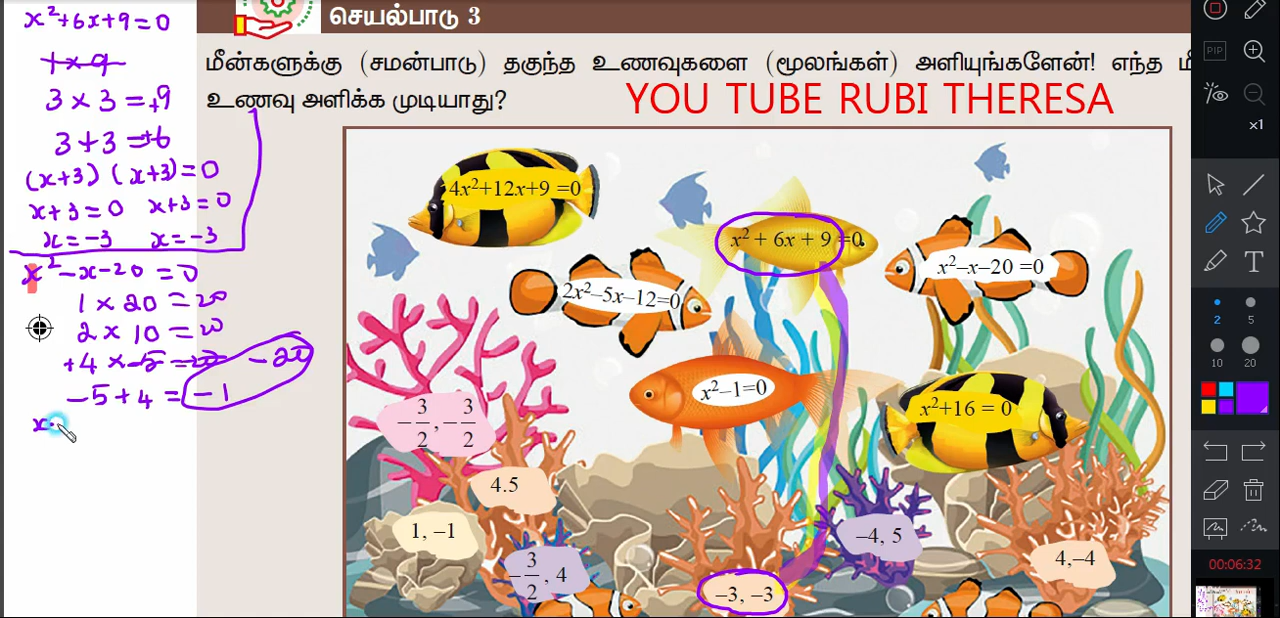 செயல்பாடு 3
மீன்களுக்கு (சமன்பாடு) தகுந்த உணவுகளை (மூலங்கள்) அளியுங்களேன்! எந்த
உணவு அளிக்க முடியாது?
YOU TUBE RUBI THERESA
x²+6x+9=0
1×9
3 × 3 = +9
3 + 3 = +6
(x+3) (x+3)=0
x+3=0 x+3=0
x=-3 x=-3
x²-x-20=0
1 × 20 = 20
2 × 10 = 20
+4 × -5 = 20 -20
-5+4 = -1
x
4x²+12x+9 =0
x² + 6x + 9 =0
x²–x–20 =0
2x²–5x–12=0
x²–1=0
x²+16 = 0
-3/2, -3/2
4.5
1, –1
-3/2, 4
–3, –3
–4, 5
4,–4
PIP
x1
T
2 5
10 20
00:06:32